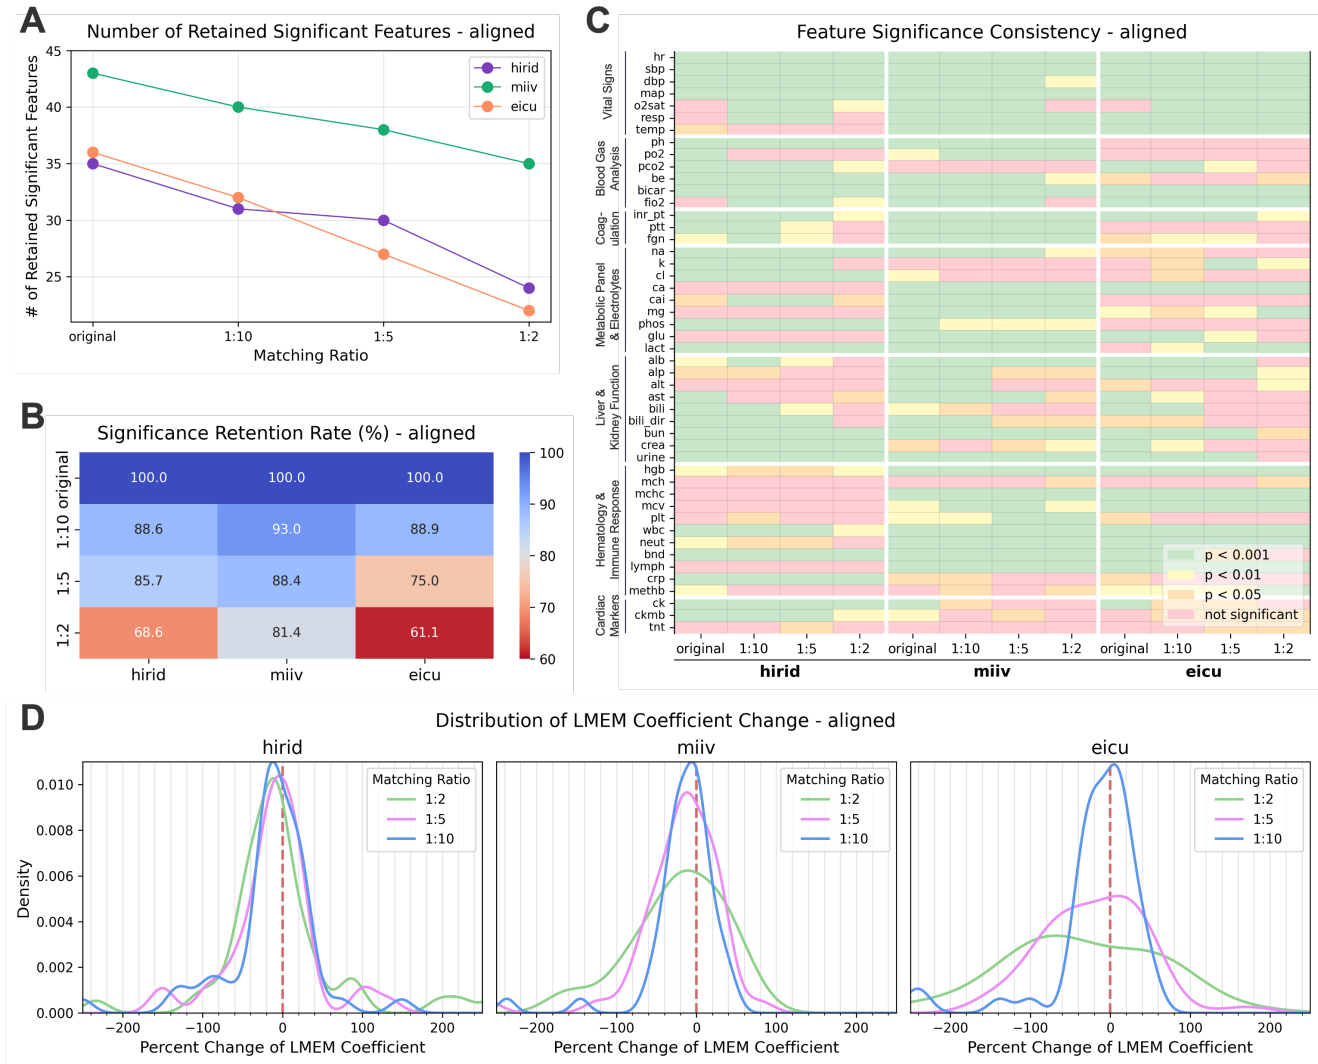 A
Number of Retained Significant Features - aligned
# of Retained Significant Features
45
40
35
30
25
hirid
miiv
eicu
original
1:10
1:5
1:2
Matching Ratio
B
Significance Retention Rate (%) - aligned
original
1:10
1:5
1:2
100.0
100.0
100.0
88.6
93.0
88.9
85.7
88.4
75.0
68.6
81.4
61.1
hirid
miiv
eicu
100
90
80
70
60
C
Feature Significance Consistency - aligned
Vital Signs
hr
sbp
dbp
map
o2sat
resp
temp
Blood Gas
Analysis
ph
po2
pco2
be
bicar
fio2
Coag-
ulation
inr_pt
ptt
fgn
Metabolic Panel
& Electrolytes
na
k
cl
ca
cai
mg
phos
glu
lact
Liver &
Kidney Function
alb
alp
alt
ast
bili
bili_dir
bun
crea
urine
Hematology &
Immune Response
hgb
mch
mchc
mcv
plt
wbc
neut
bnd
lymph
crp
methb
Cardiac
Markers
ck
ckmb
tnt
p < 0.001
p < 0.01
p < 0.05
not significant
original
1:10
1:5
1:2
original
1:10
1:5
1:2
original
1:10
1:5
1:2
hirid
miiv
eicu
D
Distribution of LMEM Coefficient Change - aligned
hirid
miiv
eicu
Density
0.010
0.008
0.006
0.004
0.002
0.000
Matching Ratio
1:2
1:5
1:10
Matching Ratio
1:2
1:5
1:10
Matching Ratio
1:2
1:5
1:10
−200
−100
0
100
200
−200
−100
0
100
200
−200
−100
0
100
200
Percent Change of LMEM Coefficient
Percent Change of LMEM Coefficient
Percent Change of LMEM Coefficient